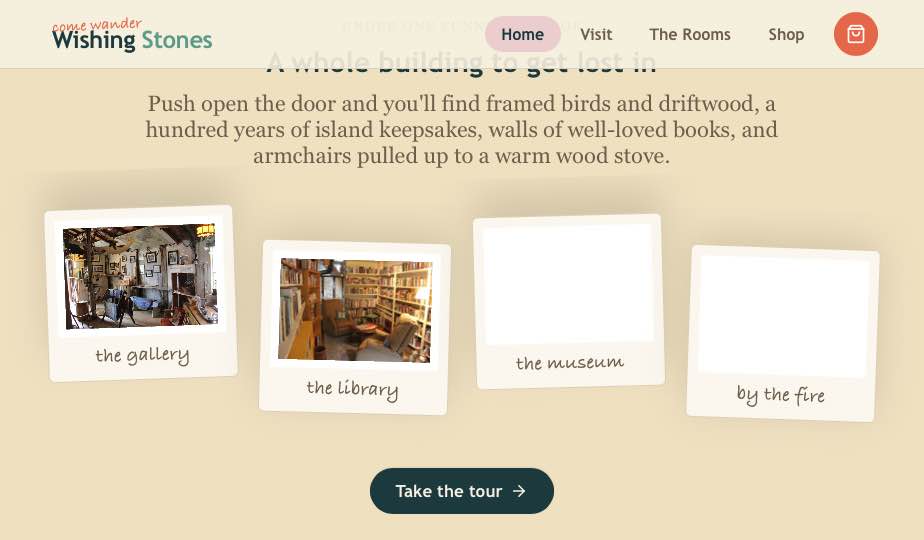 come wander
Wishing Stones
Home
Visit
The Rooms
Shop
A whole building to get lost in
Push open the door and you'll find framed birds and driftwood, a
hundred years of island keepsakes, walls of well-loved books, and
armchairs pulled up to a warm wood stove.
the gallery
the library
the museum
by the fire
Take the tour